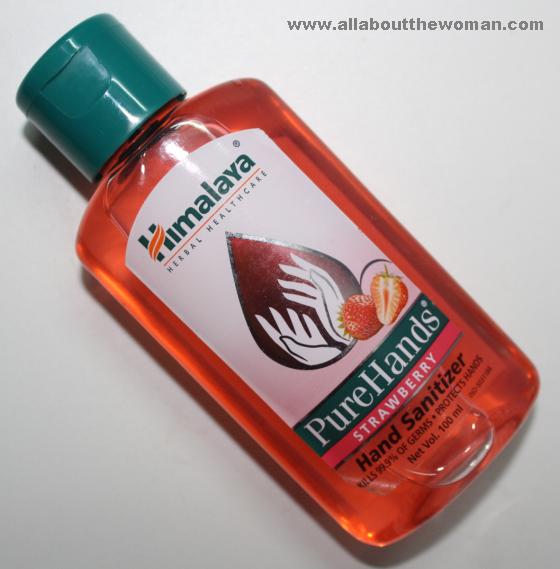 www.allaboutthewoman.com
Himalaya®
HERBAL HEALTHCARE
PureHands®
STRAWBERRY
Hand Sanitizer
KILLS 99.9% OF GERMS • PROTECTS HANDS
Net Vol. 100 ml